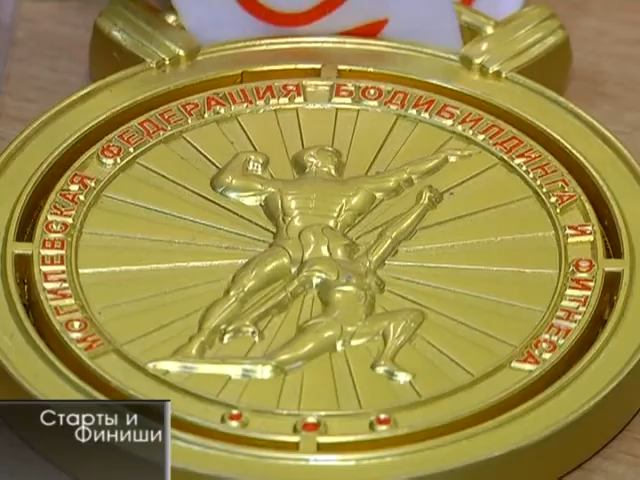 МОГИЛЕВСКАЯ ФЕДЕРАЦИЯ БОДИБИЛДИНГА И ФИТНЕСА
Старты и
Финиши